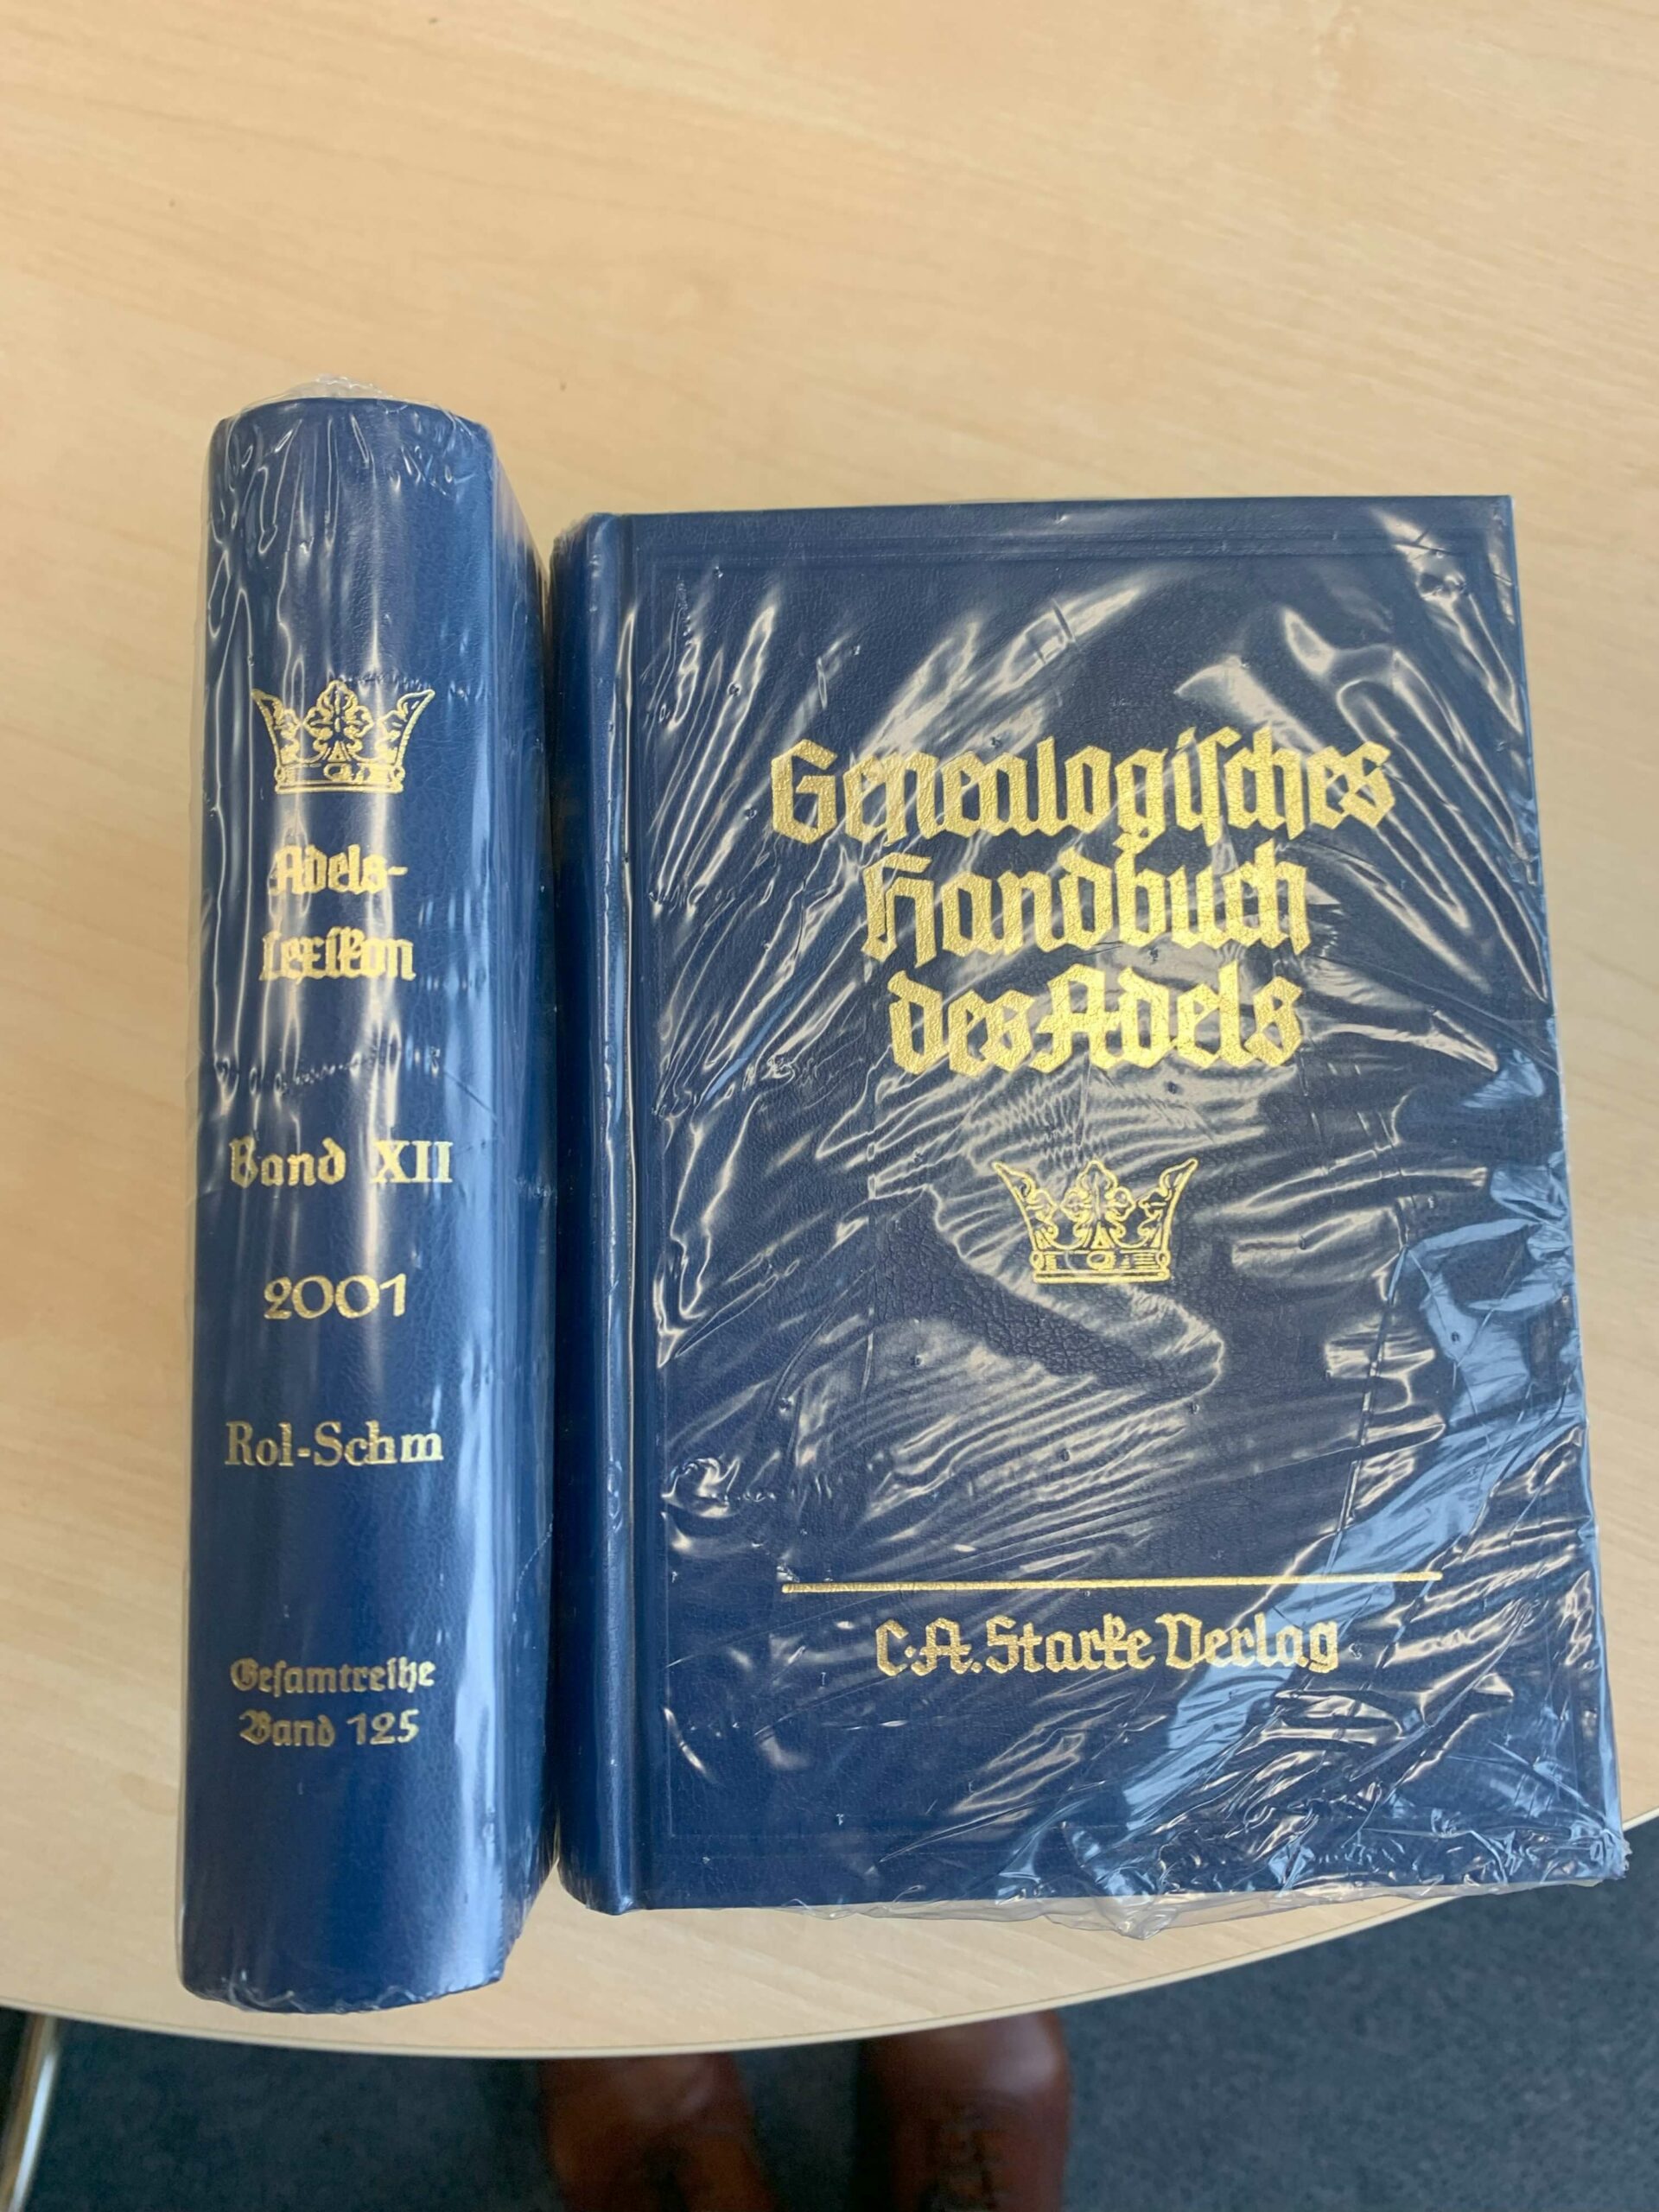 Adels-
Lexikon
Band XII
2001
Rol-Schm
Geſamtreihe
Band 125
Genealogiſches
Handbuch
des Adels
C.A. Starke Verlag